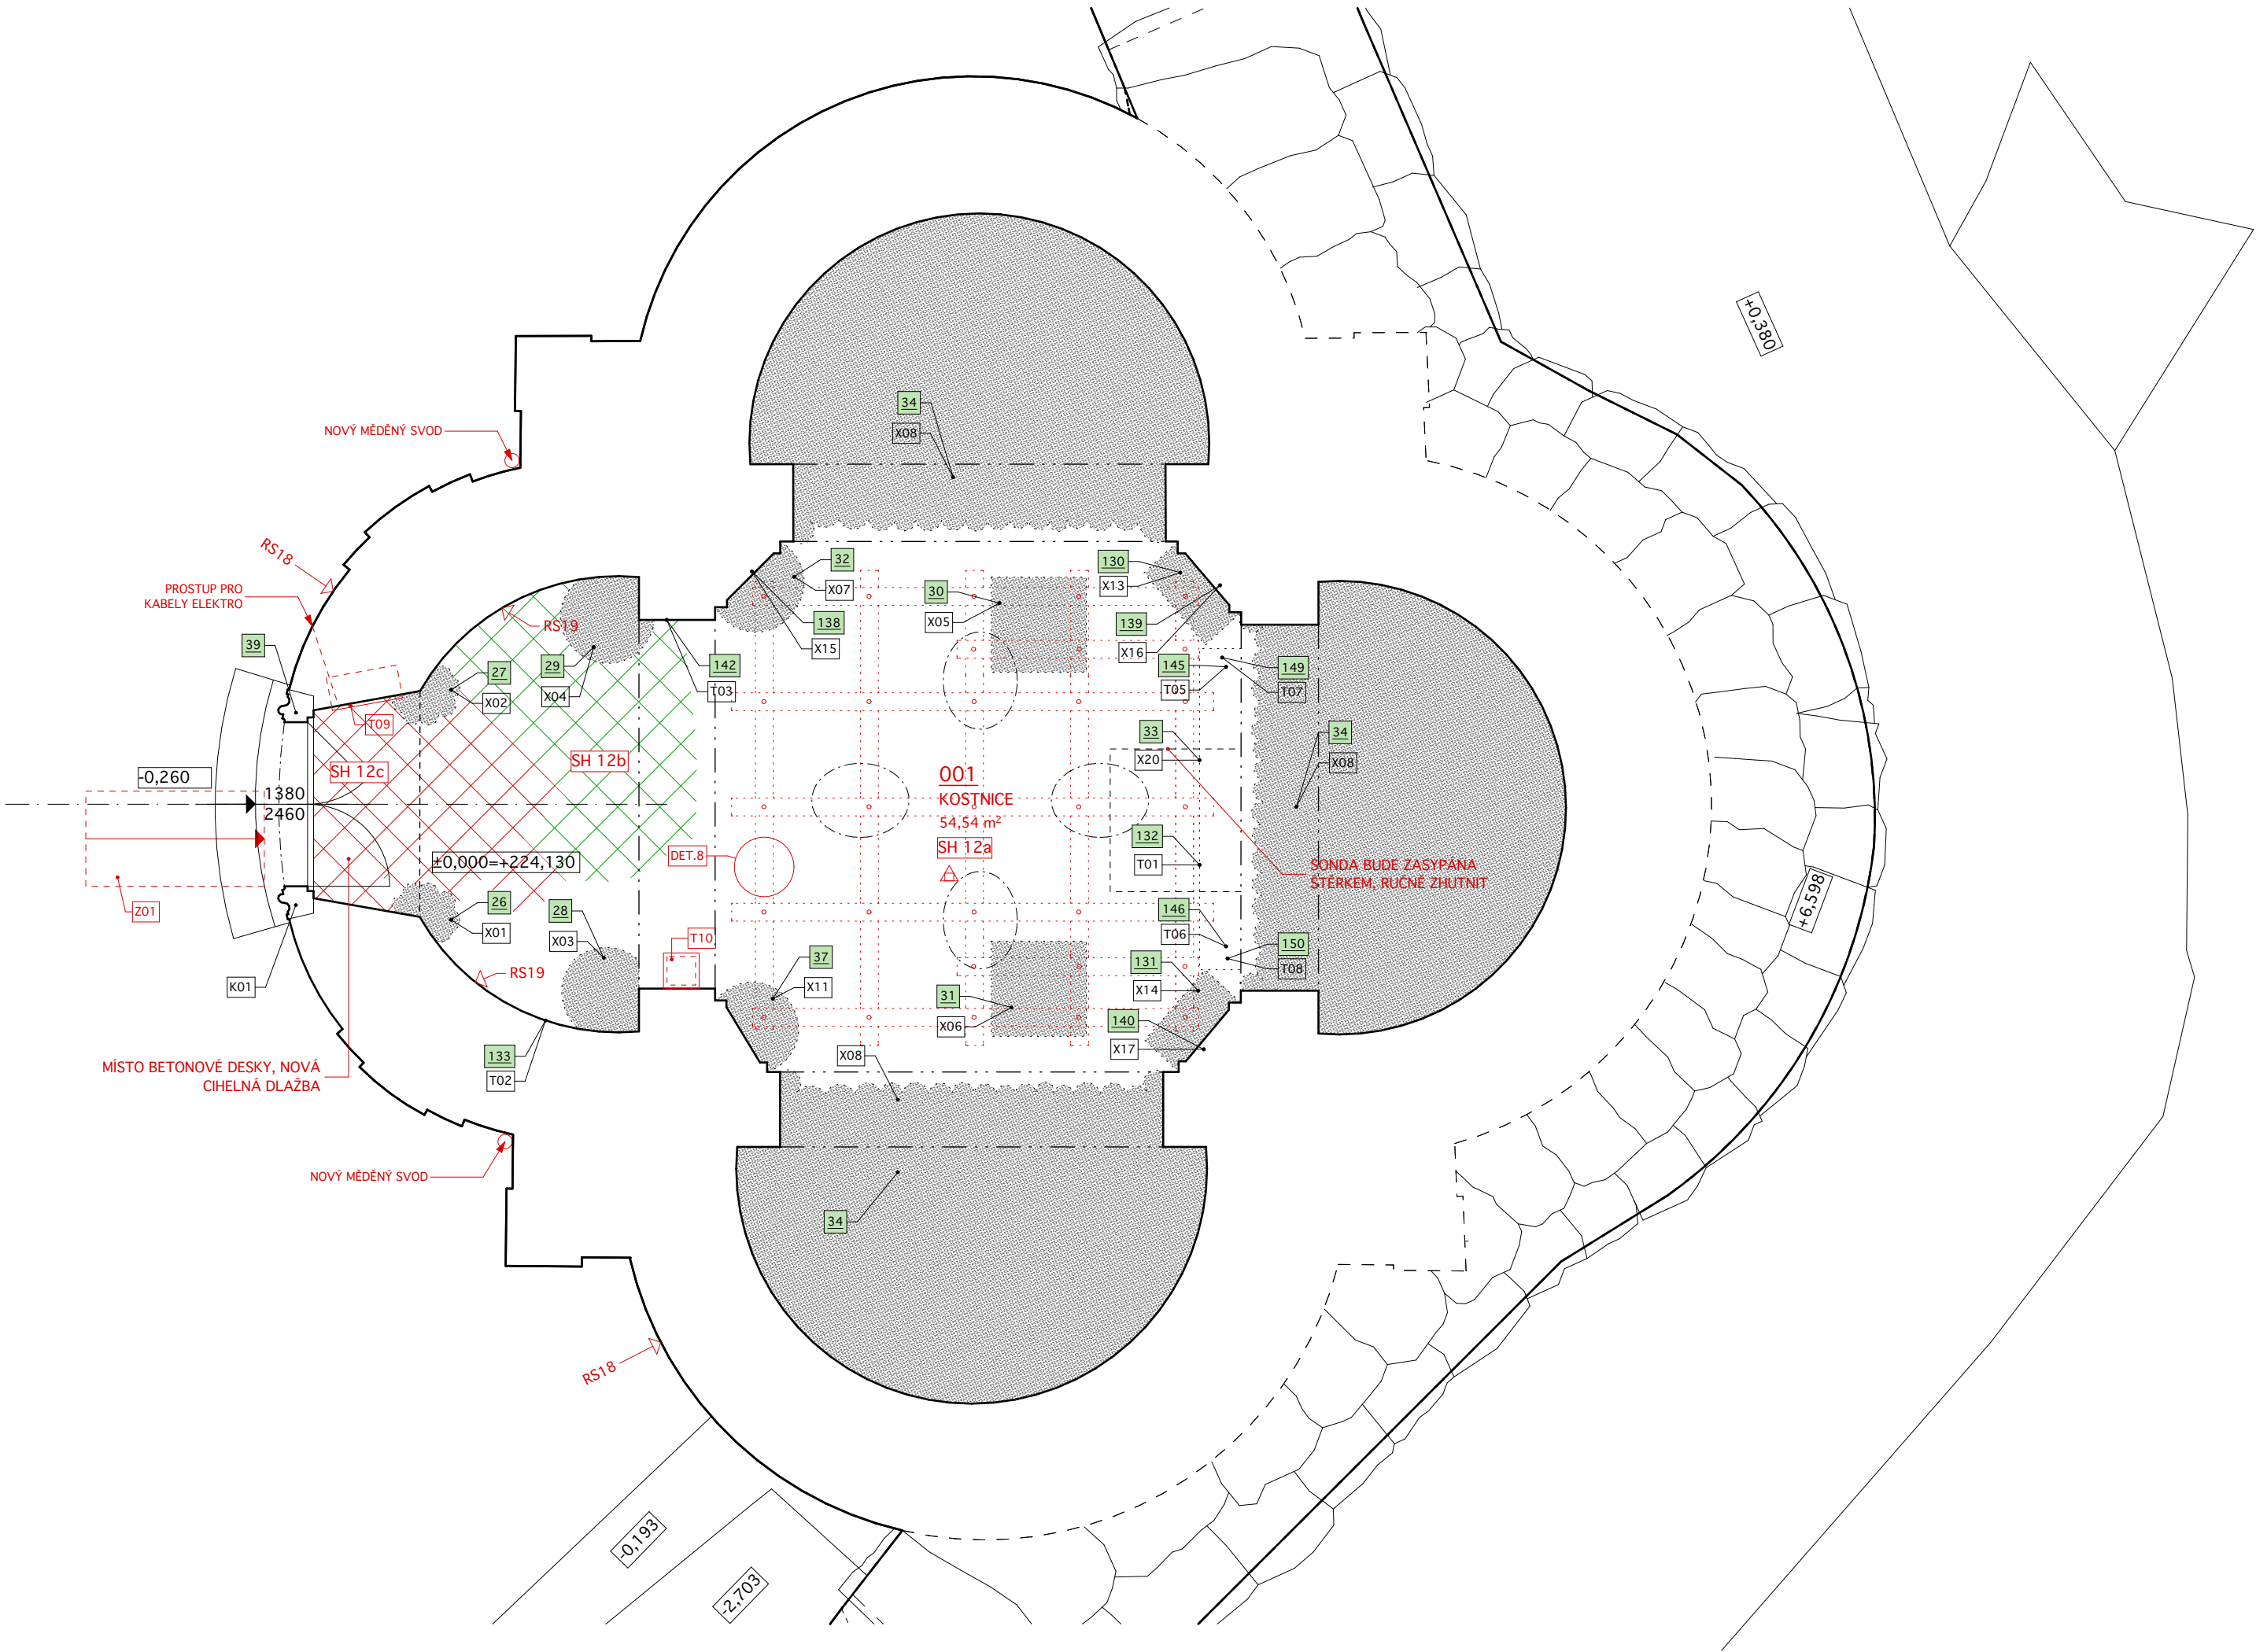 +0,380
34
X08
NOVÝ MĚDĚNÝ SVOD
RS18
PROSTUP PRO
KABELY ELEKTRO
39
RS19
29
X04
27
X02
32
X07
138
X15
142
T03
30
X05
130
X13
139
X16
145
T05
149
T07
T09
33
X20
34
X08
SH 12c
SH 12b
-0,260
1380
2460
001
KOSTNICE
54,54 m²
SH 12a
DET.8
132
T01
±0,000=+224,130
SONDA BUDE ZASYPÁNA
ŠTĚRKEM, RUČNĚ ZHUTNIT
+6,598
Z01
26
X01
28
X03
T10
146
T06
150
T08
37
X11
131
X14
31
X06
140
X17
K01
RS19
X08
133
T02
MÍSTO BETONOVÉ DESKY, NOVÁ
CIHELNÁ DLAŽBA
NOVÝ MĚDĚNÝ SVOD
34
RS18
-0,193
-2,703